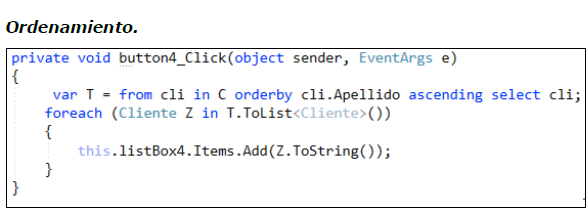 Ordenamiento.
private void button4_Click(object sender, EventArgs e)
{
var T = from cli in C orderby cli.Apellido ascending select cli;
foreach (Cliente Z in T.ToList<Cliente>())
{
this.listBox4.Items.Add(Z.ToString());
}
}